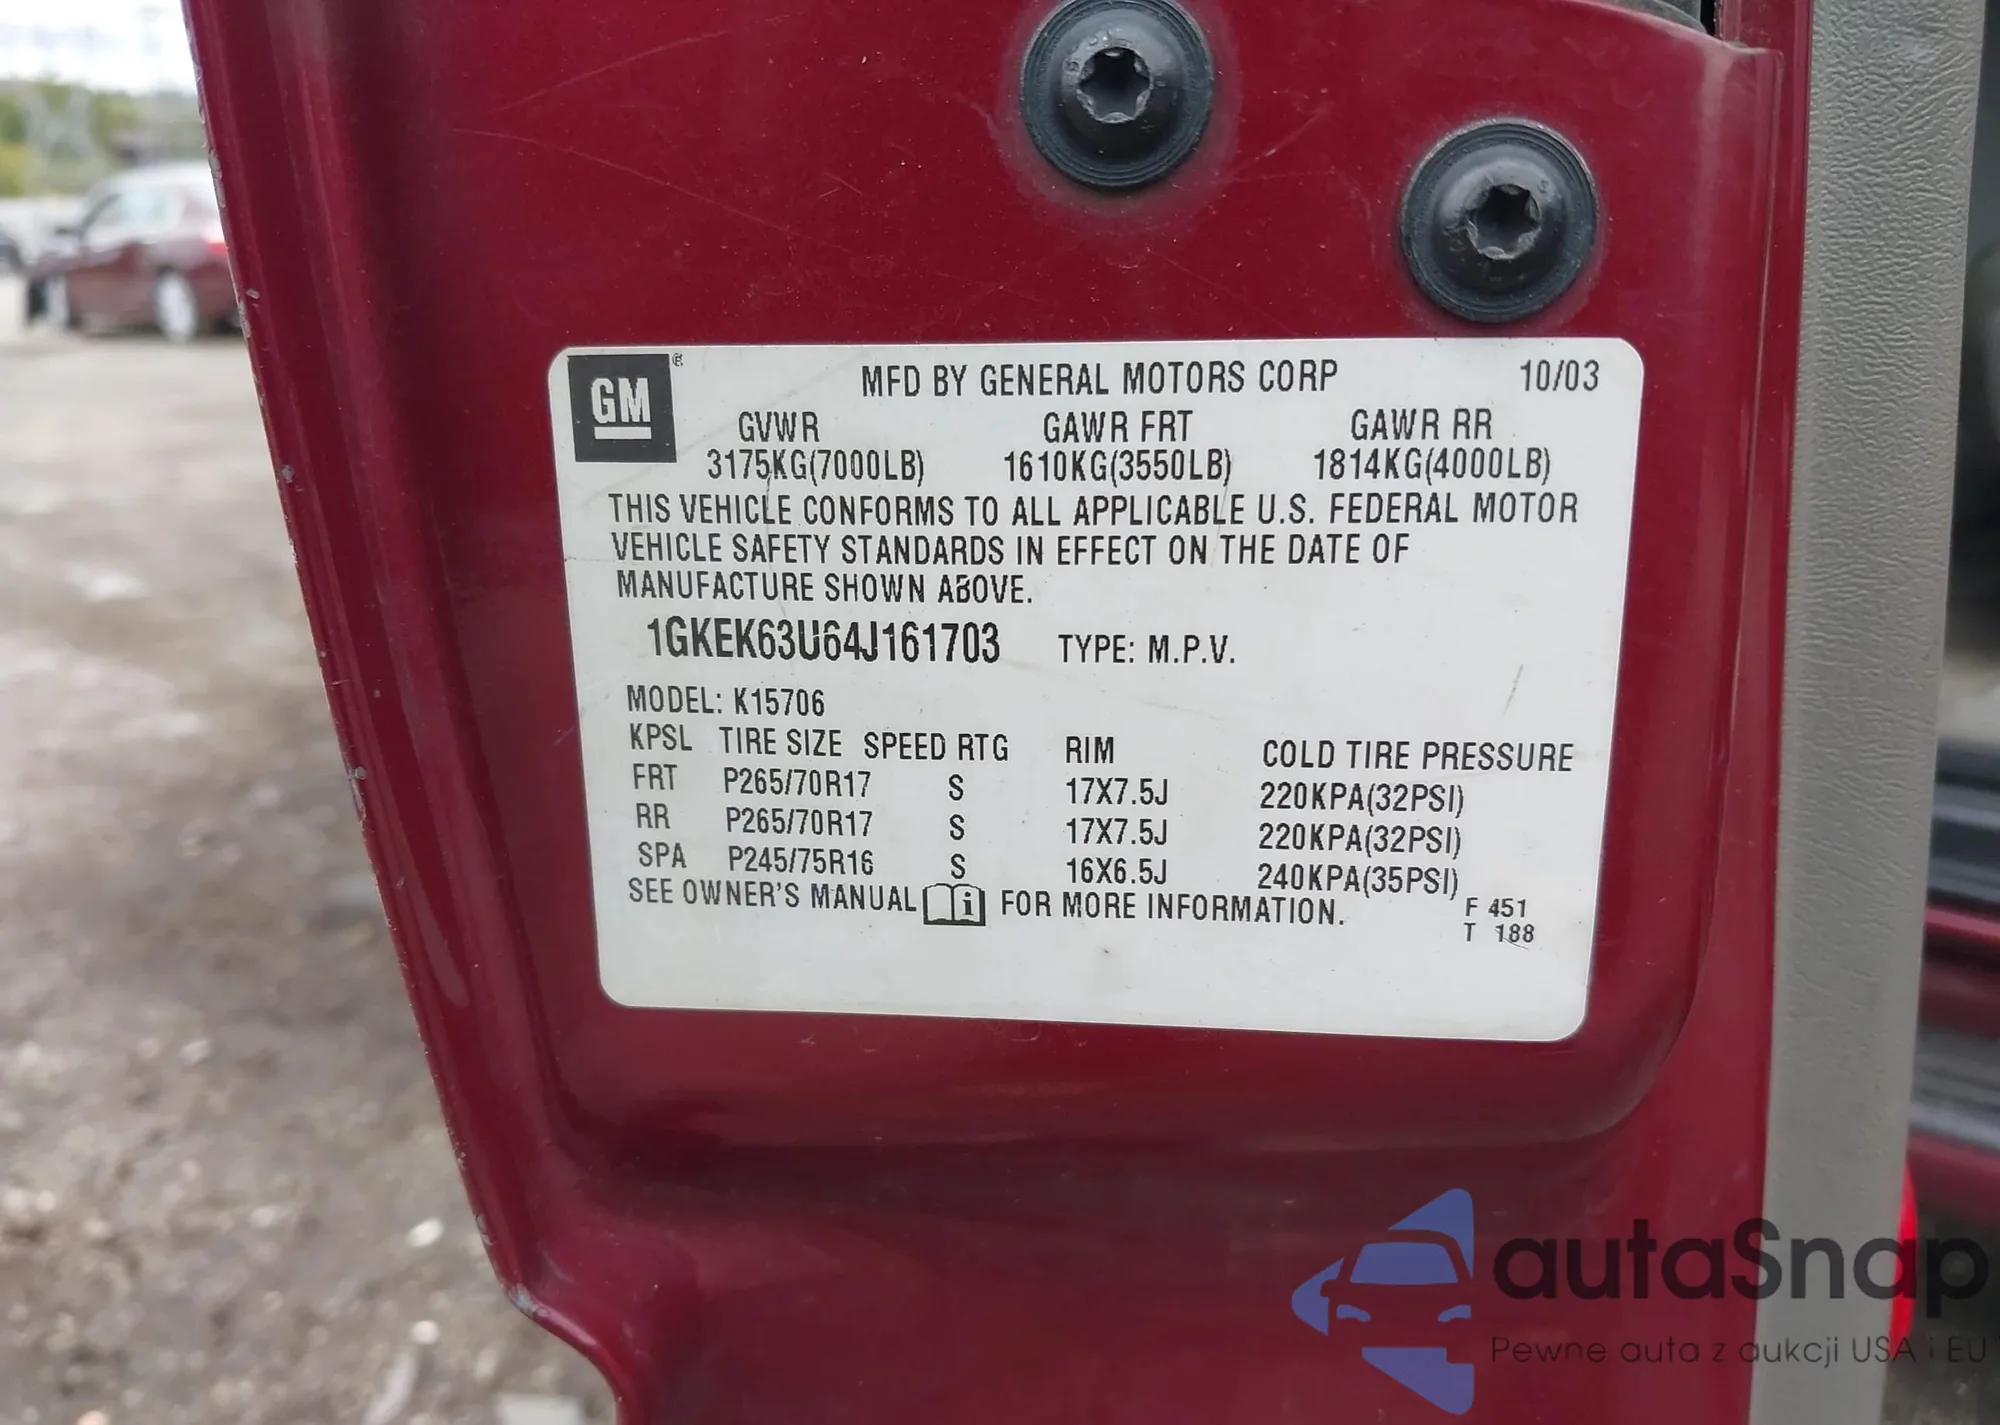 GM ®
MFD BY GENERAL MOTORS CORP 10/03
GVWR GAWR FRT GAWR RR
3175KG(7000LB) 1610KG(3550LB) 1814KG(4000LB)
THIS VEHICLE CONFORMS TO ALL APPLICABLE U.S. FEDERAL MOTOR
VEHICLE SAFETY STANDARDS IN EFFECT ON THE DATE OF
MANUFACTURE SHOWN ABOVE.
1GKEK63U64J161703 TYPE: M.P.V.
MODEL: K15706
KPSL TIRE SIZE SPEED RTG RIM COLD TIRE PRESSURE
FRT P265/70R17 S 17X7.5J 220KPA(32PSI)
RR P265/70R17 S 17X7.5J 220KPA(32PSI)
SPA P245/75R16 S 16X6.5J 240KPA(35PSI)
SEE OWNER'S MANUAL i FOR MORE INFORMATION.
F 451
T 188
autaSnap
Pewne auta z aukcji USA i EU